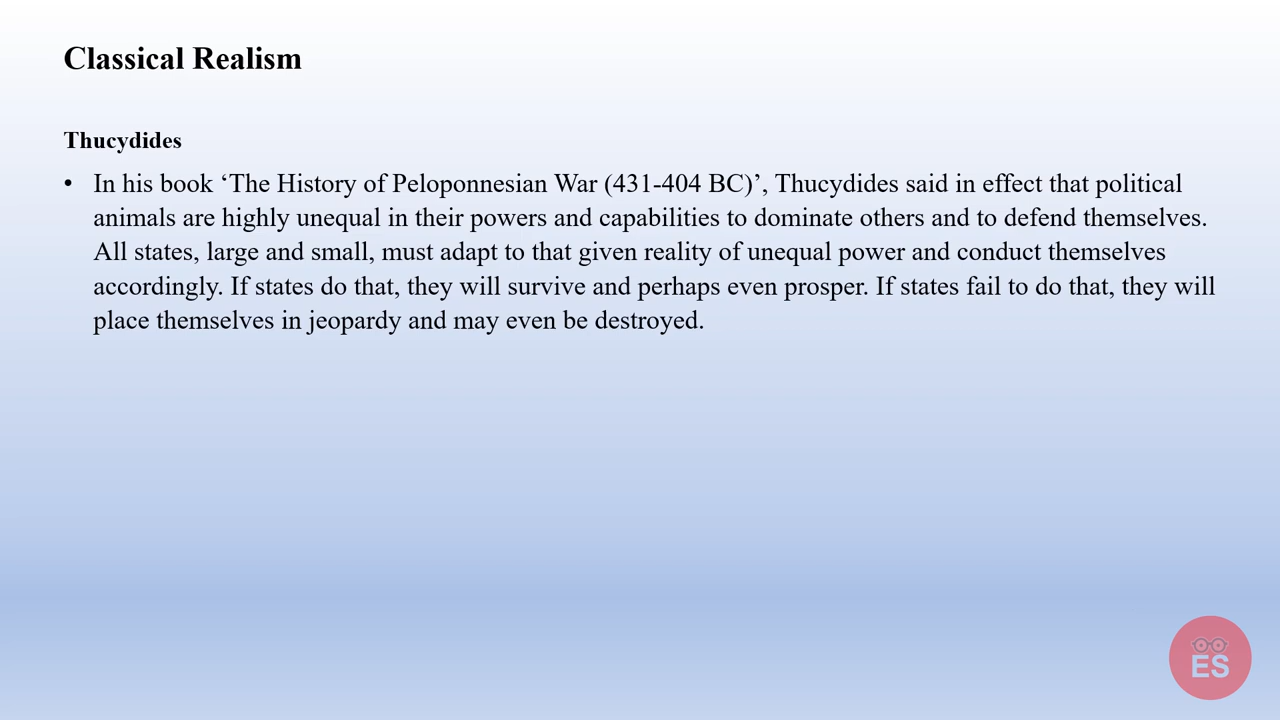 Classical Realism
Thucydides
• In his book ‘The History of Peloponnesian War (431-404 BC)’, Thucydides said in effect that political
animals are highly unequal in their powers and capabilities to dominate others and to defend themselves.
All states, large and small, must adapt to that given reality of unequal power and conduct themselves
accordingly. If states do that, they will survive and perhaps even prosper. If states fail to do that, they will
place themselves in jeopardy and may even be destroyed.
ES